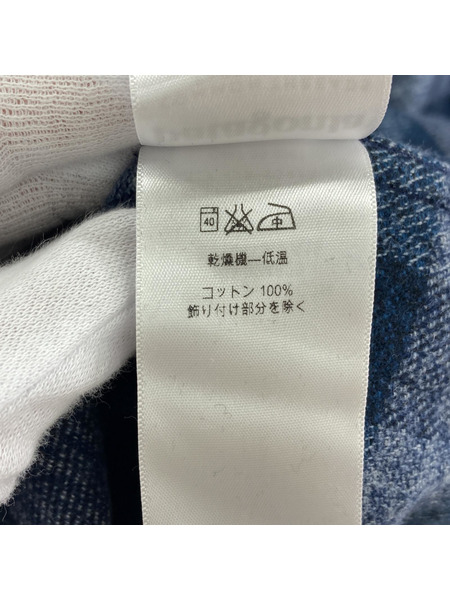 40 中
乾燥機—低温
コットン 100%
飾り付け部分を除く